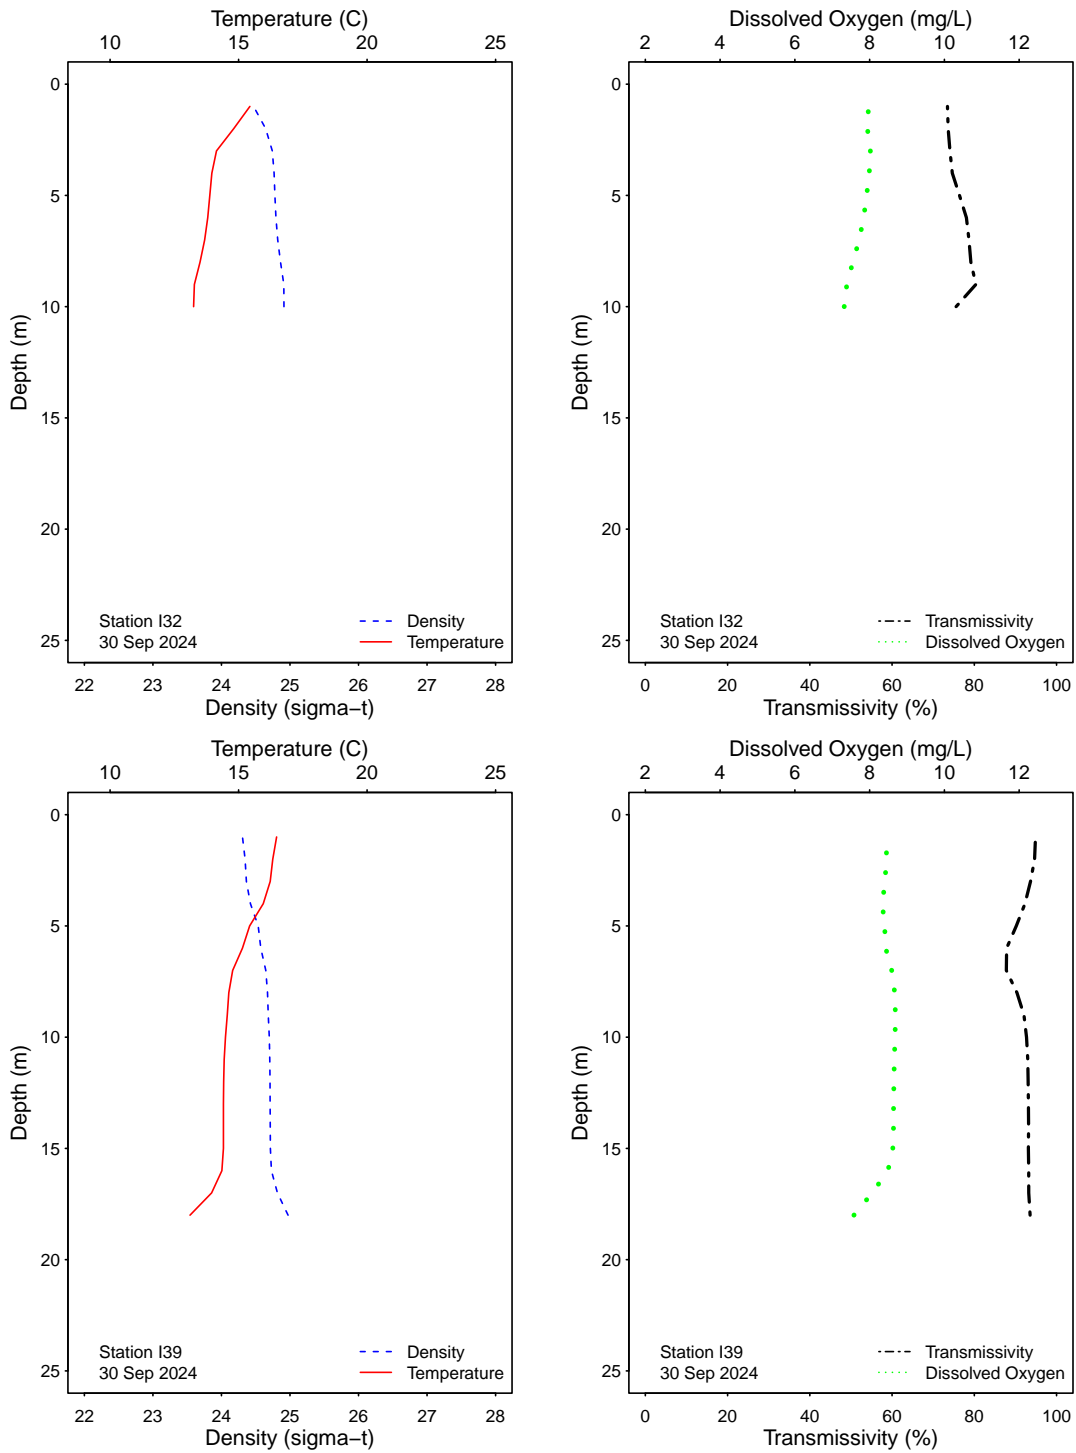 Temperature (C)
10 15 20 25
0
5
10
15
20
25
Depth (m)
Station I32
30 Sep 2024
Density
Temperature
22 23 24 25 26 27 28
Density (sigma−t)
Dissolved Oxygen (mg/L)
2 4 6 8 10 12
0
5
10
15
20
25
Depth (m)
Station I32
30 Sep 2024
Transmissivity
Dissolved Oxygen
0 20 40 60 80 100
Transmissivity (%)
Temperature (C)
10 15 20 25
0
5
10
15
20
25
Depth (m)
Station I39
30 Sep 2024
Density
Temperature
22 23 24 25 26 27 28
Density (sigma−t)
Dissolved Oxygen (mg/L)
2 4 6 8 10 12
0
5
10
15
20
25
Depth (m)
Station I39
30 Sep 2024
Transmissivity
Dissolved Oxygen
0 20 40 60 80 100
Transmissivity (%)